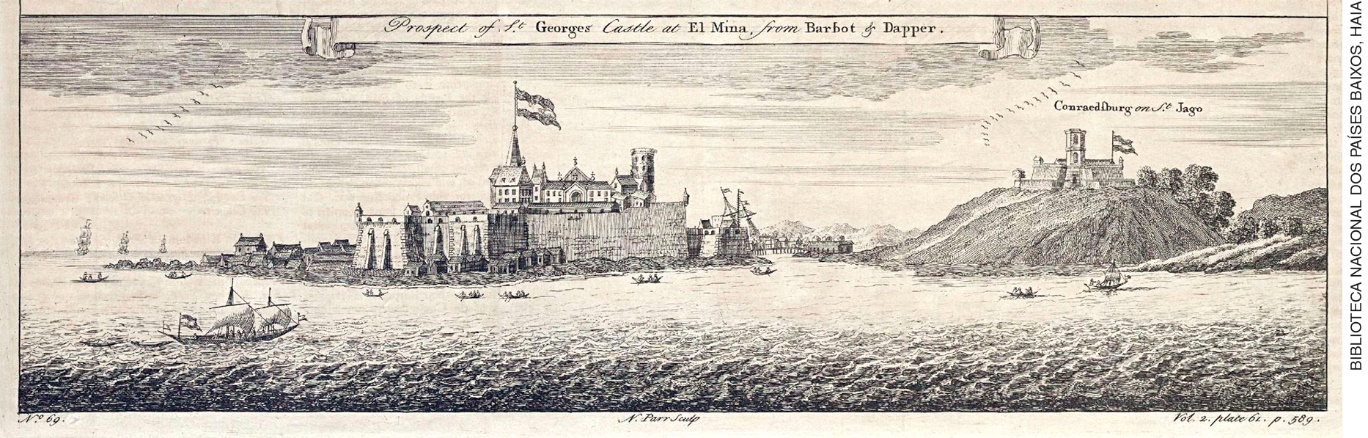 Prospect of St. Georges Castle at El Mina, from Barbot & Dapper.
Conraedsburg on St. Jago
No. 69.
N. Parr Sculp
Vol. 2. plate 61. p. 589.
BIBLIOTECA NACIONAL DOS PAÍSES BAIXOS, HAIA